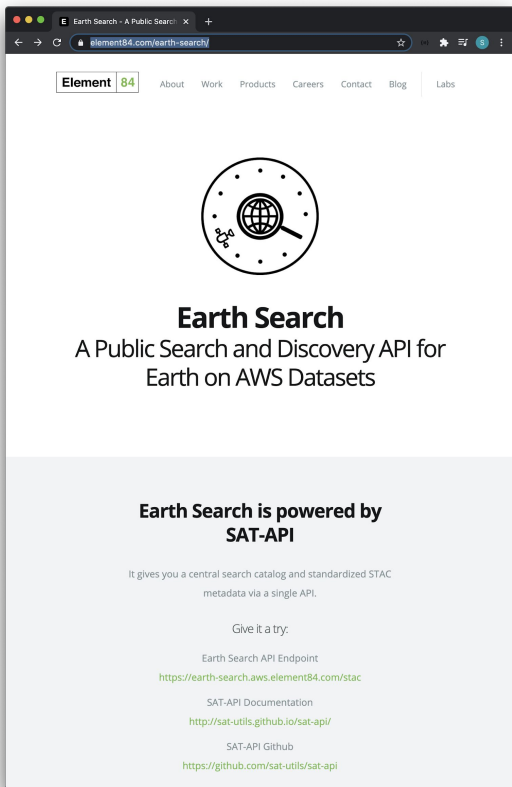 E Earth Search - A Public Search
element84.com/earth-search/
S
Element 84
About Work Products Careers Contact Blog Labs
Earth Search
A Public Search and Discovery API for
Earth on AWS Datasets
Earth Search is powered by
SAT-API
It gives you a central search catalog and standardized STAC
metadata via a single API.
Give it a try:
Earth Search API Endpoint
https://earth-search.aws.element84.com/stac
SAT-API Documentation
http://sat-utils.github.io/sat-api/
SAT-API Github
https://github.com/sat-utils/sat-api